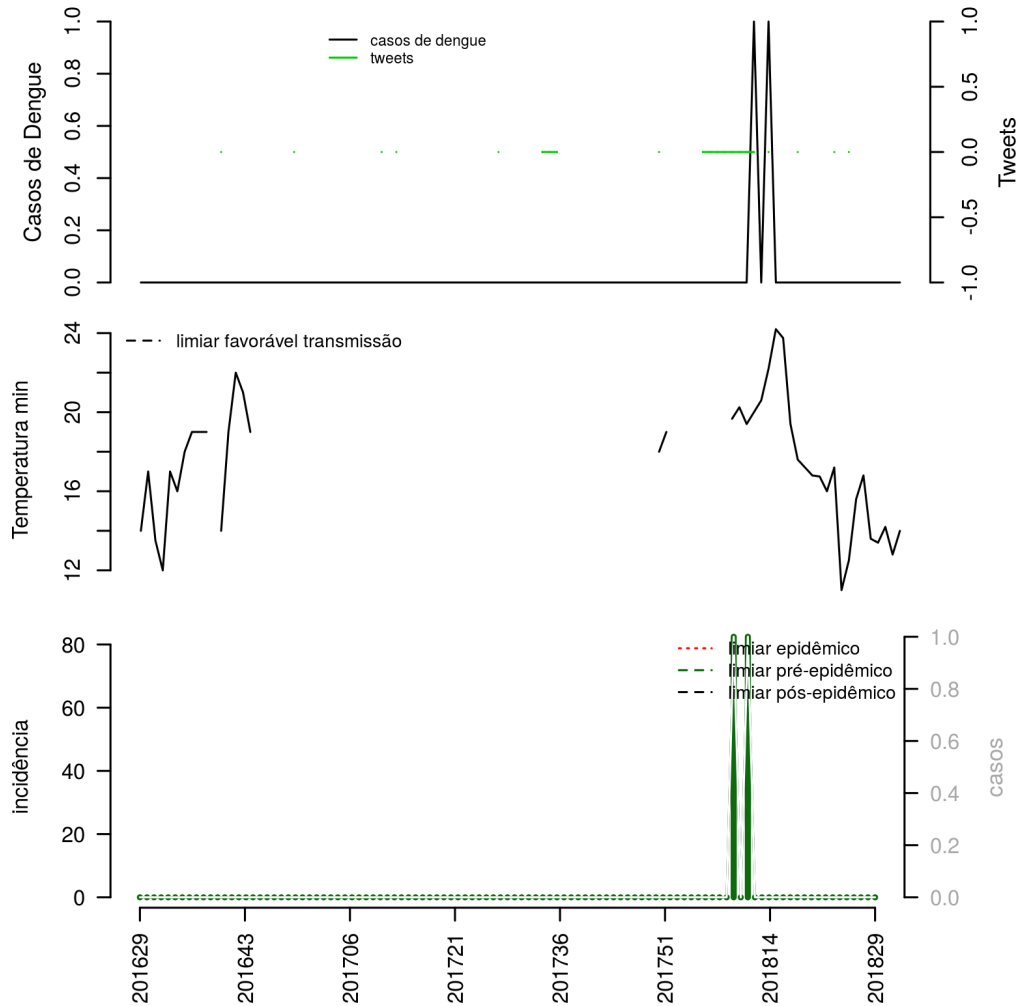 Casos de Dengue
0.0 0.2 0.4 0.6 0.8 1.0
casos de dengue
tweets
-1.0 -0.5 0.0 0.5 1.0
Tweets
Temperatura min
12 16 20 24
limiar favorável transmissão
incidência
0
20
40
60
80
limiar epidêmico
limiar pré-epidêmico
limiar pós-epidêmico
1.0
0.8
0.6
0.4
0.2
0.0
casos
201629
201643
201706
201721
201736
201751
201814
201829